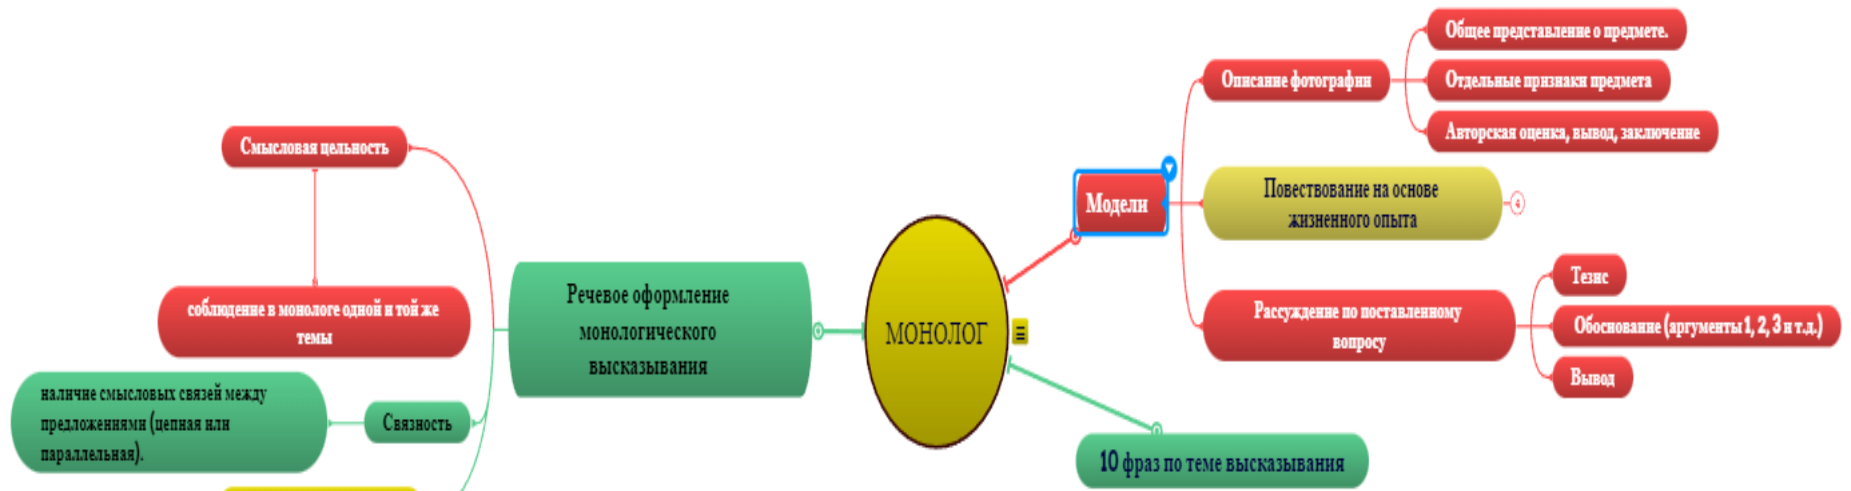 Смысловая цельность
соблюдение в монологе одной и той же
темы
наличие смысловых связей между
предложениями (цепная или
параллельная).
Связность
Речевое оформление
монологического
высказывания
МОНОЛОГ
Модели
Описание фотографии
Общее представление о предмете.
Отдельные признаки предмета
Авторская оценка, вывод, заключение
Повествование на основе
жизненного опыта
4
Рассуждение по поставленному
вопросу
Тезис
Обоснование (аргументы 1, 2, 3 и т.д.)
Вывод
10 фраз по теме высказывания